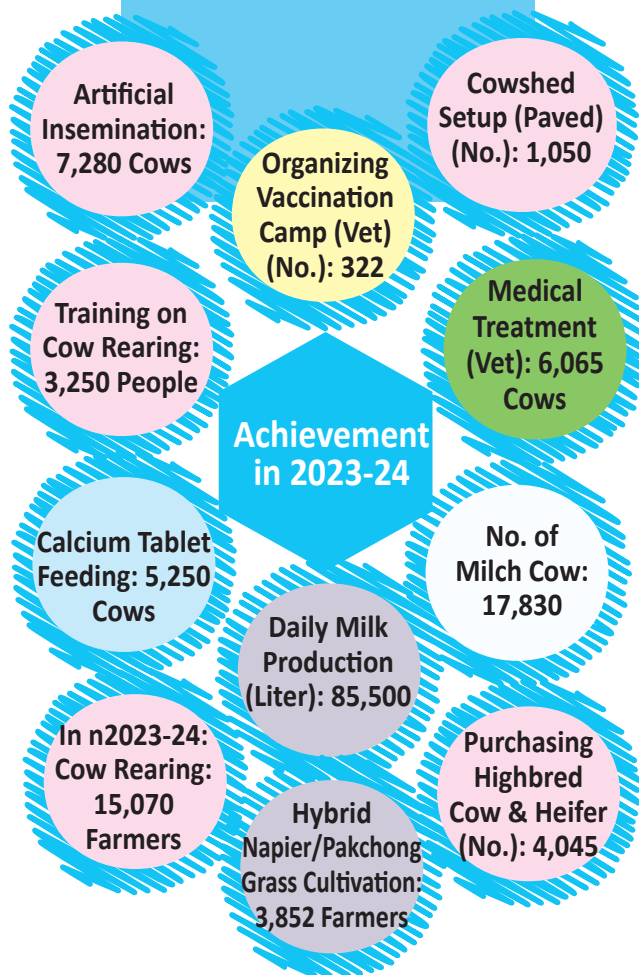 Artificial
Insemination:
7,280 Cows
Cowshed
Setup (Paved)
(No.): 1,050
Organizing
Vaccination
Camp (Vet)
(No.): 322
Training on
Cow Rearing:
3,250 People
Medical
Treatment
(Vet): 6,065
Cows
Achievement
in 2023-24
Calcium Tablet
Feeding: 5,250
Cows
No. of
Milch Cow:
17,830
Daily Milk
Production
(Liter): 85,500
In n2023-24:
Cow Rearing:
15,070
Farmers
Purchasing
Highbred
Cow & Heifer
(No.): 4,045
Hybrid
Napier/Pakchong
Grass Cultivation:
3,852 Farmers